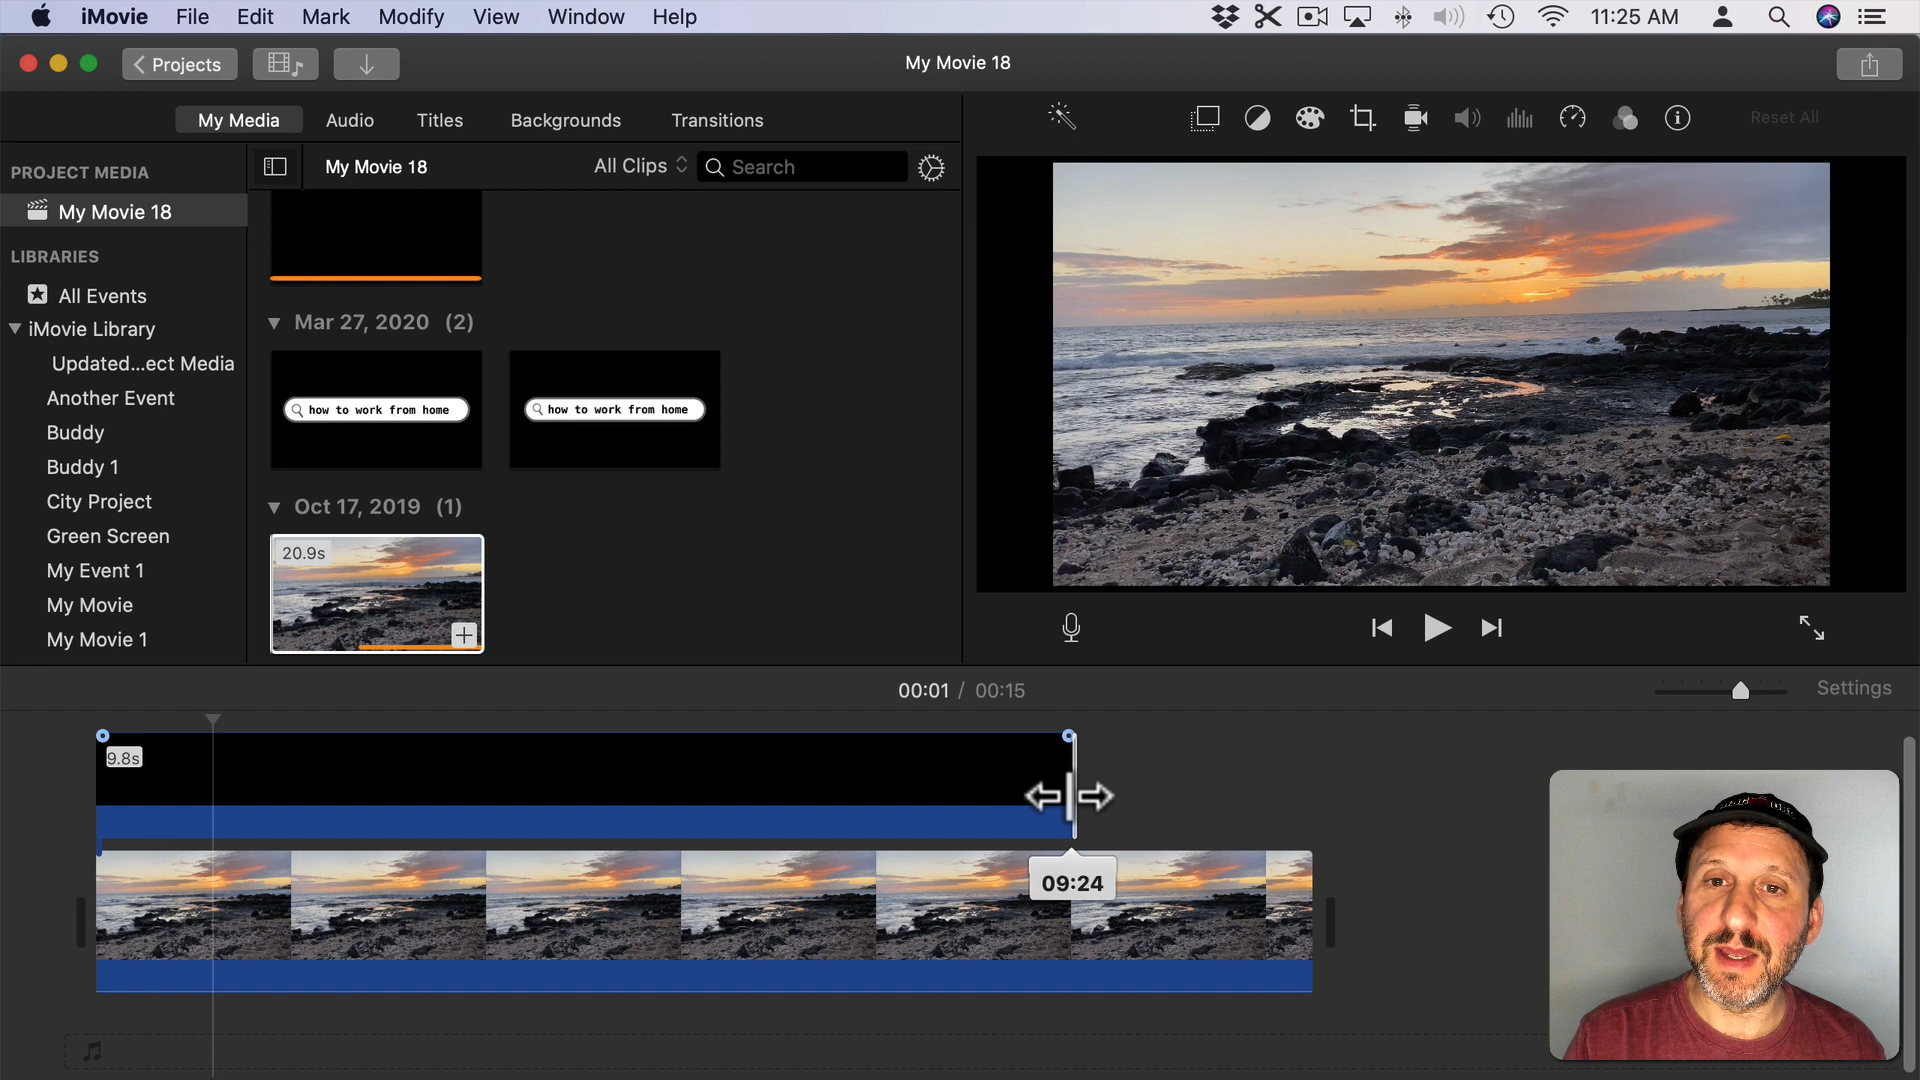 iMovie File Edit Mark Modify View Window Help 11:25 AM
Projects My Movie 18
My Media Audio Titles Backgrounds Transitions Reset All
PROJECT MEDIA My Movie 18 All Clips Search
My Movie 18
LIBRARIES
All Events
iMovie Library
Updated...ect Media
Another Event
Buddy
Buddy 1
City Project
Green Screen
My Event 1
My Movie
My Movie 1
Mar 27, 2020 (2)
how to work from home how to work from home
Oct 17, 2019 (1)
20.9s
00:01 / 00:15 Settings
9.8s
09:24